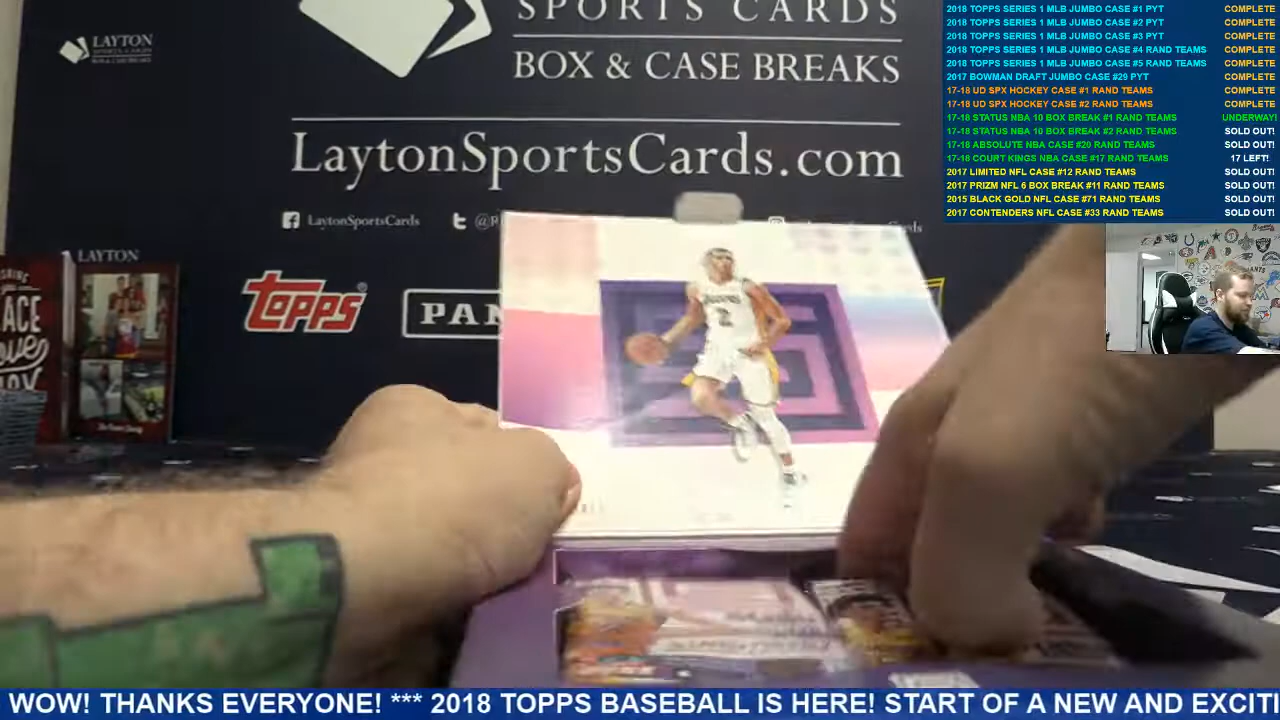 SPORTS CARDS
BOX & CASE BREAKS
LaytonSportsCards.com
LaytonSportsCards
LAYTON
SPORTS CARDS
LAYTON
topps
PAN
2
2018 TOPPS SERIES 1 MLB JUMBO CASE #1 PYT COMPLETE
2018 TOPPS SERIES 1 MLB JUMBO CASE #2 PYT COMPLETE
2018 TOPPS SERIES 1 MLB JUMBO CASE #3 PYT COMPLETE
2018 TOPPS SERIES 1 MLB JUMBO CASE #4 RAND TEAMS COMPLETE
2018 TOPPS SERIES 1 MLB JUMBO CASE #5 RAND TEAMS COMPLETE
2017 BOWMAN DRAFT JUMBO CASE #29 PYT COMPLETE
17-18 UD SPX HOCKEY CASE #1 RAND TEAMS COMPLETE
17-18 UD SPX HOCKEY CASE #2 RAND TEAMS COMPLETE
17-18 STATUS NBA 10 BOX BREAK #1 RAND TEAMS UNDERWAY!
17-18 STATUS NBA 10 BOX BREAK #2 RAND TEAMS SOLD OUT!
17-18 ABSOLUTE NBA CASE #20 RAND TEAMS SOLD OUT!
17-18 COURT KINGS NBA CASE #17 RAND TEAMS 17 LEFT!
2017 LIMITED NFL CASE #12 RAND TEAMS SOLD OUT!
2017 PRIZM NFL 6 BOX BREAK #11 RAND TEAMS SOLD OUT!
2015 BLACK GOLD NFL CASE #71 RAND TEAMS SOLD OUT!
2017 CONTENDERS NFL CASE #33 RAND TEAMS SOLD OUT!
WOW! THANKS EVERYONE! *** 2018 TOPPS BASEBALL IS HERE! START OF A NEW AND EXCITI